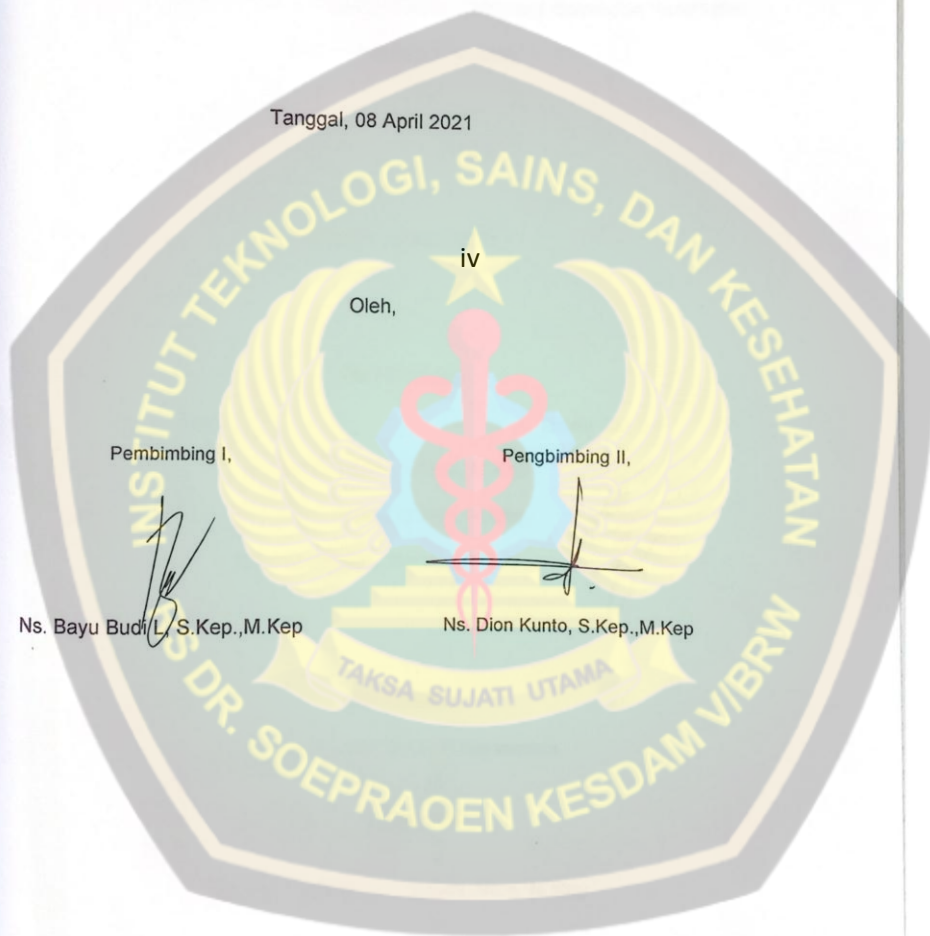 Tanggal, 08 April 2021
INSTITUT TEKNOLOGI, SAINS, DAN KESEHATAN
iv
Oleh,
Pembimbing I,
Pengbimbing II,
Ns. Bayu Budi L, S.Kep.,M.Kep
Ns. Dion Kunto, S.Kep.,M.Kep
TAKSA SUJATI UTAMA
DR. SOEPRAOEN KESDAM V/BRW